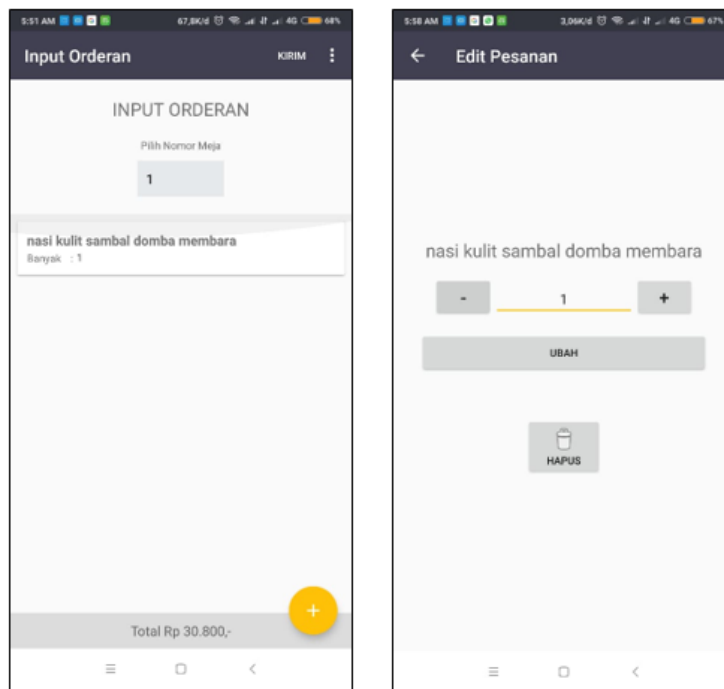 5:51 AM 67,8K/d 4G 68%
Input Orderan KIRIM
INPUT ORDERAN
Pilih Nomor Meja
1
nasi kulit sambal domba membara
Banyak : 1
+
Total Rp 30.800,-
5:58 AM 3,06K/d 4G 67%
Edit Pesanan
nasi kulit sambal domba membara
- 1 +
UBAH
HAPUS